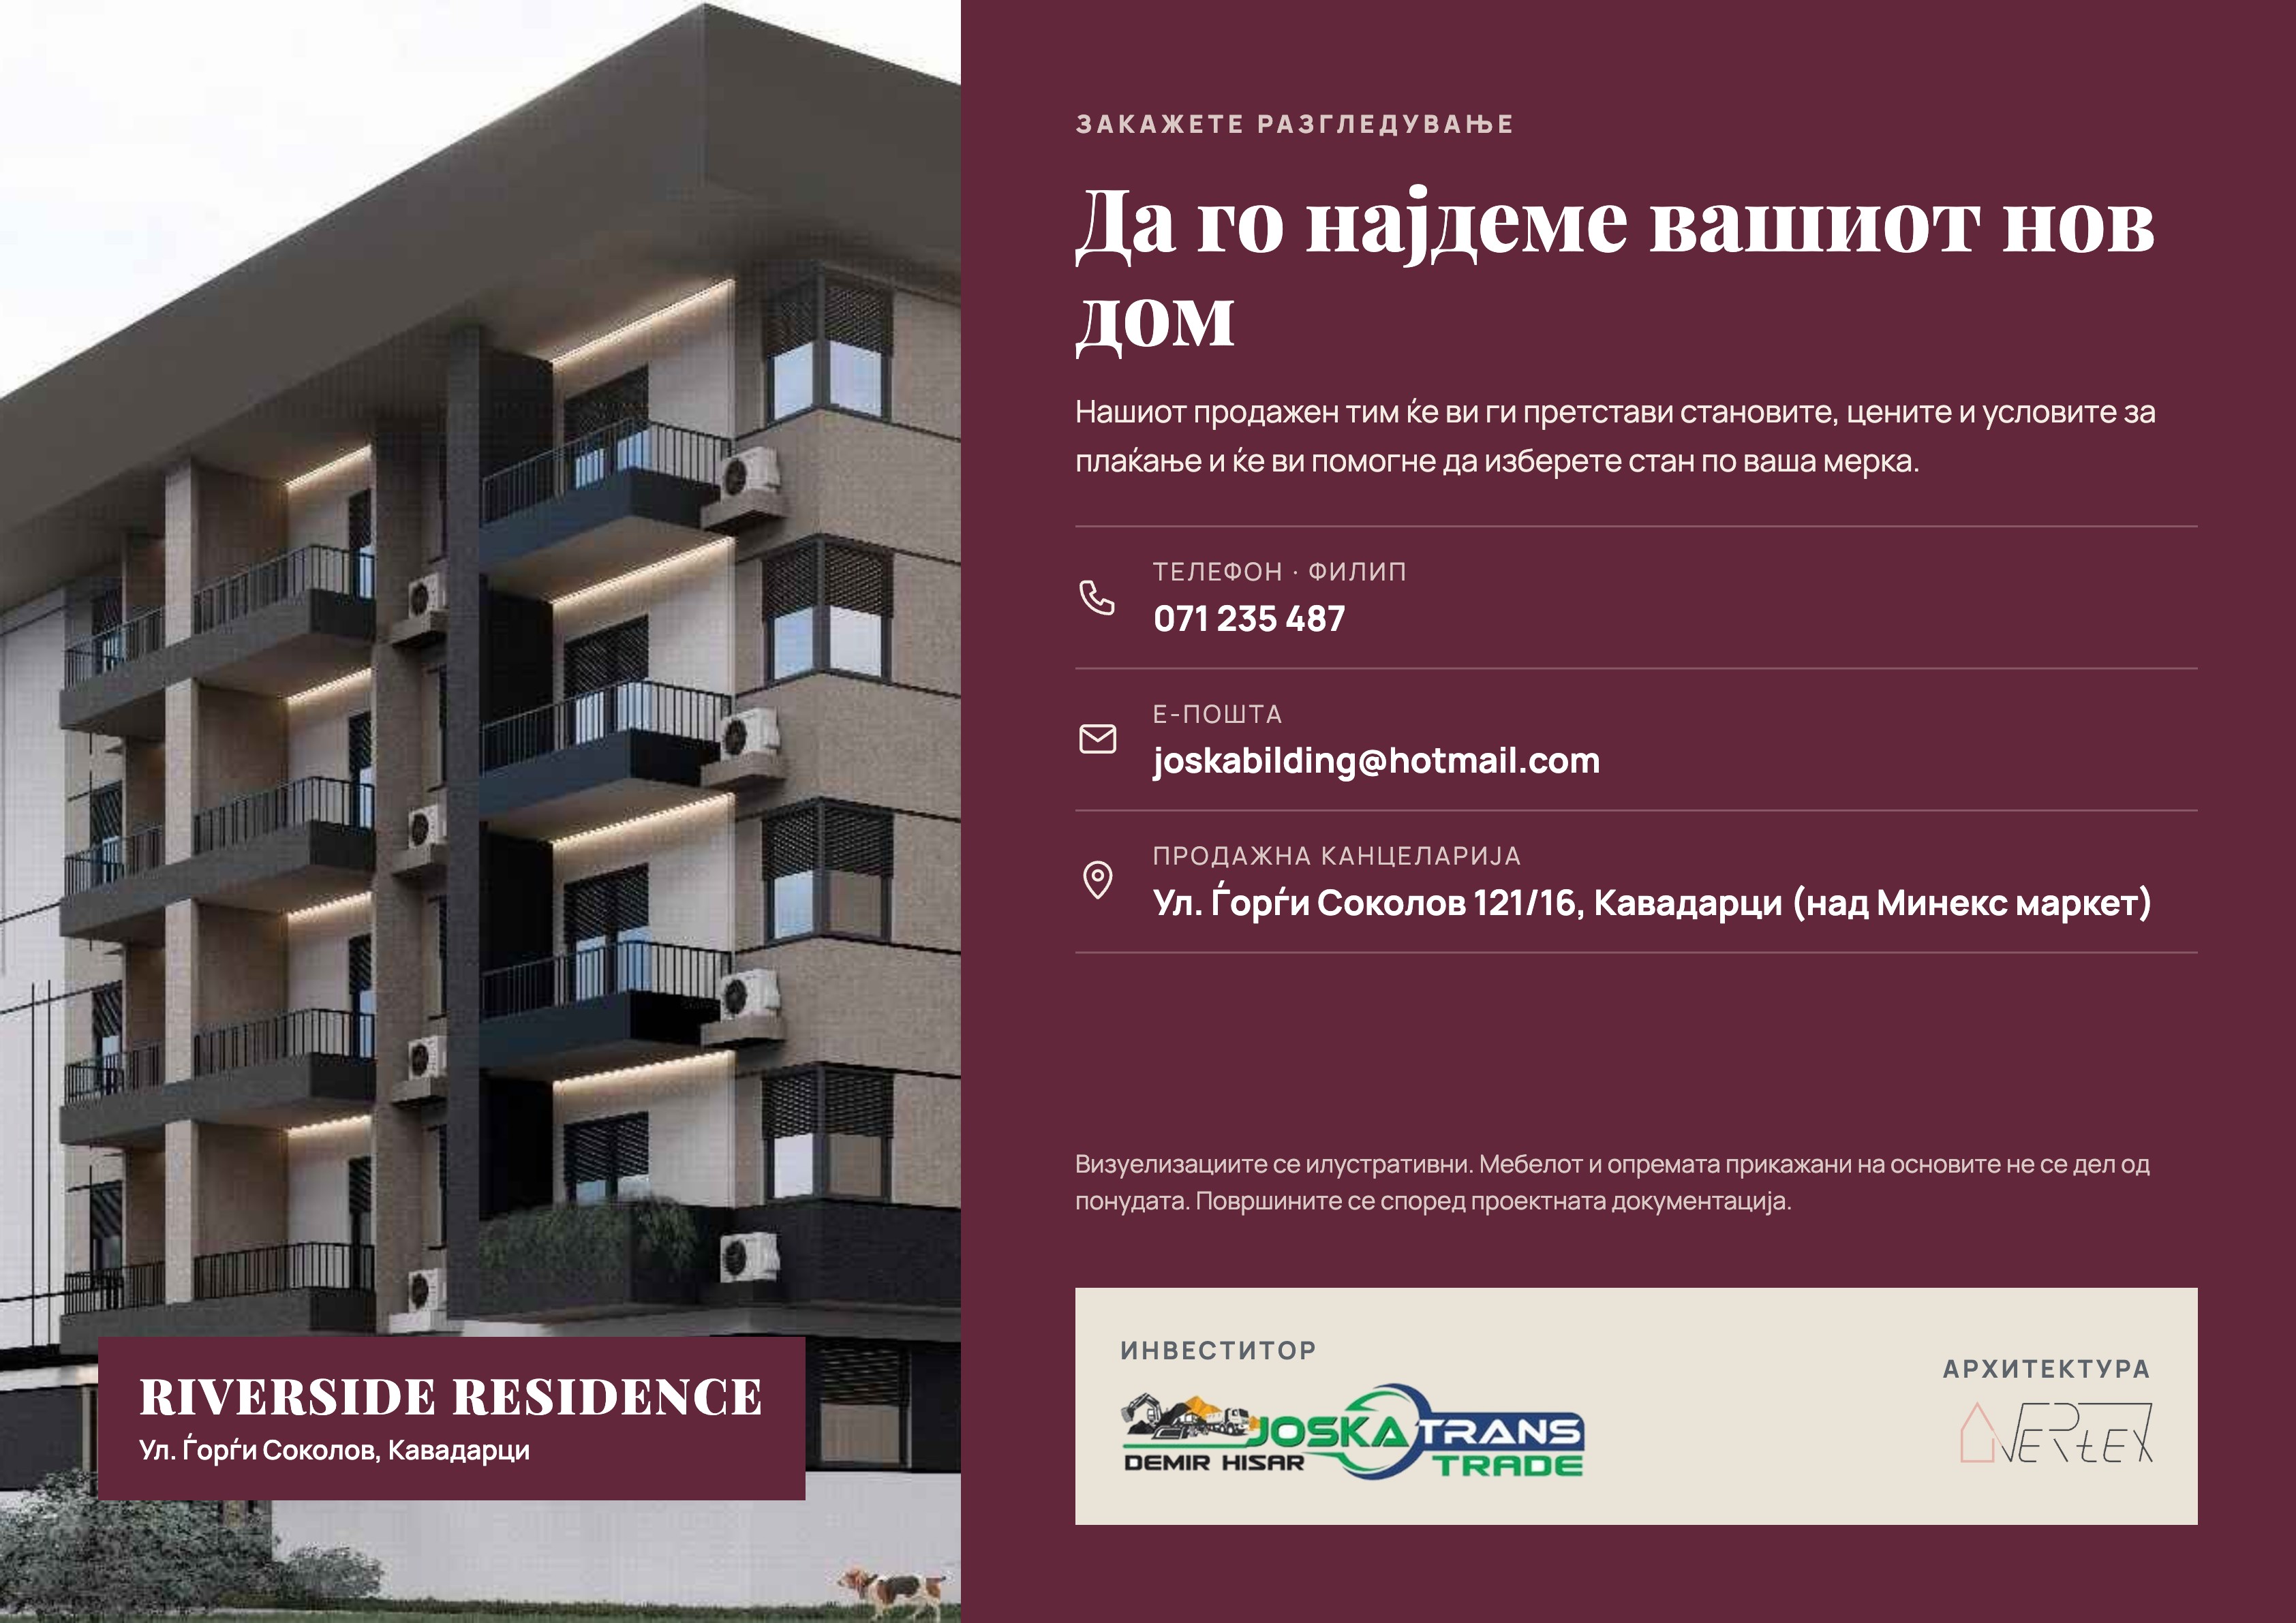 ЗАКАЖЕТЕ РАЗГЛЕДУВАЊЕ
Да го најдеме вашиот нов
дом
Нашиот продажен тим ќе ви ги претстави становите, цените и условите за
плаќање и ќе ви помогне да изберете стан по ваша мерка.
ТЕЛЕФОН · ФИЛИП
071 235 487
Е-ПОШТА
joskabilding@hotmail.com
ПРОДАЖНА КАНЦЕЛАРИЈА
Ул. Ѓорѓи Соколов 121/16, Кавадарци (над Минекс маркет)
Визуелизациите се илустративни. Мебелот и опремата прикажани на основите не се дел од
понудата. Површините се според проектната документација.
ИНВЕСТИТОР
JOSKA TRANS
DEMIR HISAR TRADE
АРХИТЕКТУРА
VERtEX
RIVERSIDE RESIDENCE
Ул. Ѓорѓи Соколов, Кавадарци